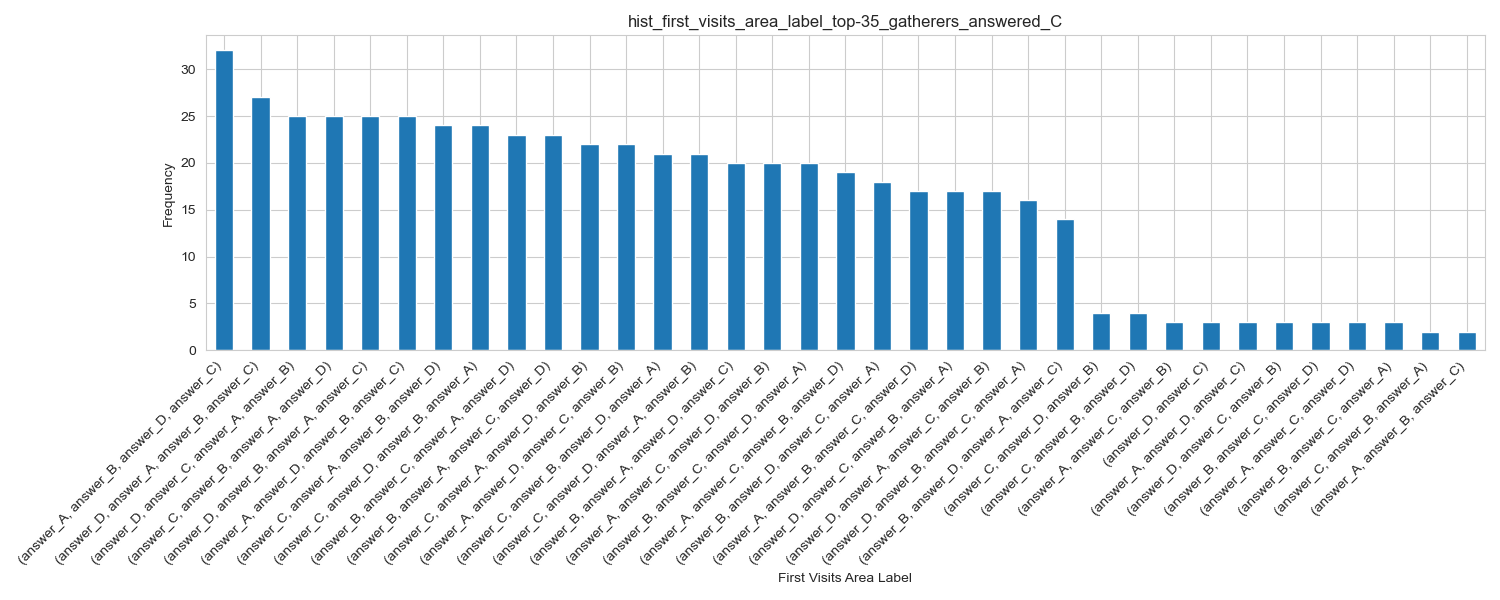 hist_first_visits_area_label_top-35_gatherers_answered_C
Frequency
30
25
20
15
10
5
0
(answer_A, answer_B, answer_D, answer_C)
(answer_D, answer_A, answer_B, answer_C)
(answer_D, answer_C, answer_A, answer_B)
(answer_C, answer_B, answer_A, answer_D)
(answer_D, answer_B, answer_A, answer_C)
(answer_A, answer_D, answer_B, answer_C)
(answer_C, answer_A, answer_B, answer_D)
(answer_C, answer_D, answer_B, answer_A)
(answer_B, answer_C, answer_A, answer_D)
(answer_B, answer_A, answer_C, answer_D)
(answer_C, answer_A, answer_D, answer_B)
(answer_A, answer_D, answer_C, answer_B)
(answer_C, answer_B, answer_D, answer_A)
(answer_C, answer_D, answer_A, answer_B)
(answer_B, answer_A, answer_D, answer_C)
(answer_A, answer_C, answer_D, answer_B)
(answer_B, answer_C, answer_D, answer_A)
(answer_A, answer_C, answer_B, answer_D)
(answer_B, answer_D, answer_C, answer_A)
(answer_A, answer_B, answer_C, answer_D)
(answer_D, answer_C, answer_B, answer_A)
(answer_D, answer_A, answer_C, answer_B)
(answer_D, answer_B, answer_C, answer_A)
(answer_B, answer_D, answer_A, answer_C)
(answer_C, answer_D, answer_B)
(answer_C, answer_B, answer_D)
(answer_A, answer_C, answer_B)
(answer_D, answer_C)
(answer_A, answer_D, answer_C)
(answer_D, answer_C, answer_B)
(answer_B, answer_C, answer_D)
(answer_A, answer_C, answer_D)
(answer_B, answer_C, answer_A)
(answer_C, answer_B, answer_A)
(answer_A, answer_B, answer_C)
First Visits Area Label